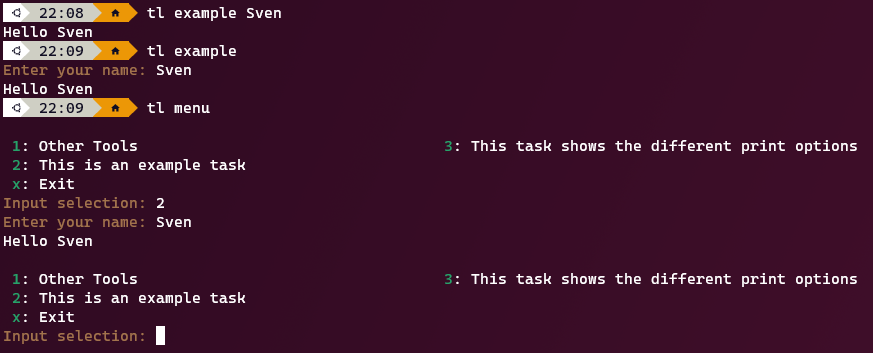 22:08 tl example Sven
Hello Sven
22:09 tl example
Enter your name: Sven
Hello Sven
22:09 tl menu
1: Other Tools 3: This task shows the different print options
2: This is an example task
x: Exit
Input selection: 2
Enter your name: Sven
Hello Sven
1: Other Tools 3: This task shows the different print options
2: This is an example task
x: Exit
Input selection: